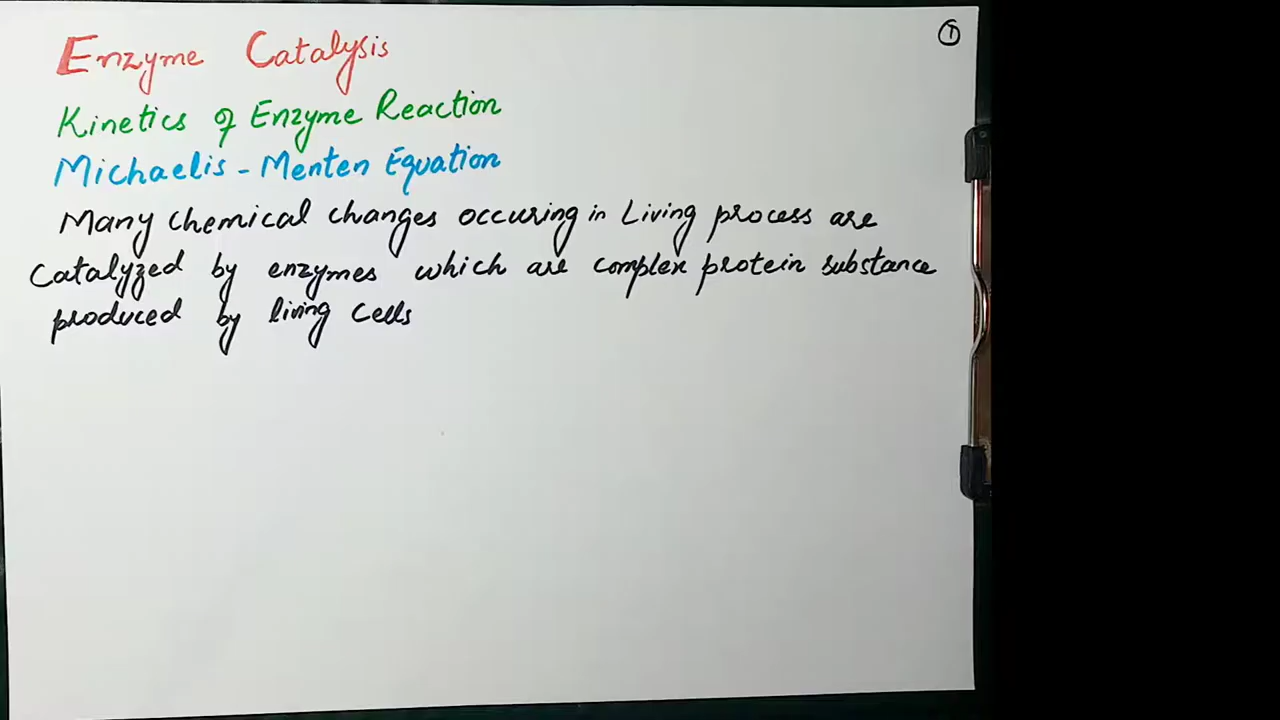 ①
Enzyme Catalysis
Kinetics of Enzyme Reaction
Michaelis - Menten Equation
Many chemical changes occuring in Living process are
catalyzed by enzymes which are complex protein substance
produced by living cells